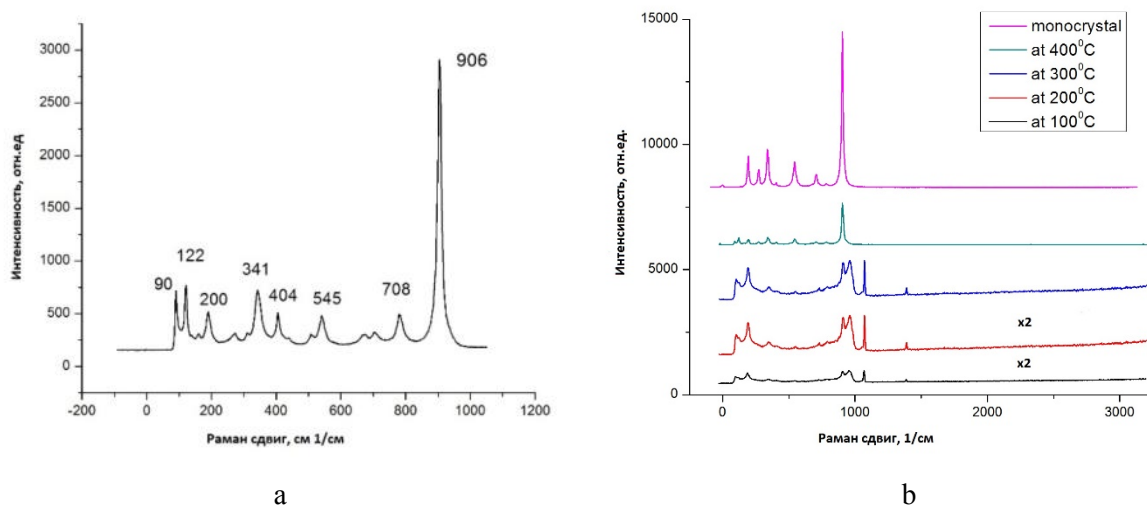 3000
2500
2000
1500
1000
500
0
-200
0
200
400
600
800
1000
1200
90
122
200
341
404
545
708
906
Интенсивность, отн.ед
Раман сдвиг, см 1/см
a
15000
10000
5000
0
0
1000
2000
3000
monocrystal
at 400⁰C
at 300⁰C
at 200⁰C
at 100⁰C
x2
x2
Интенсивность, отн.ед.
Раман сдвиг, 1/см
b